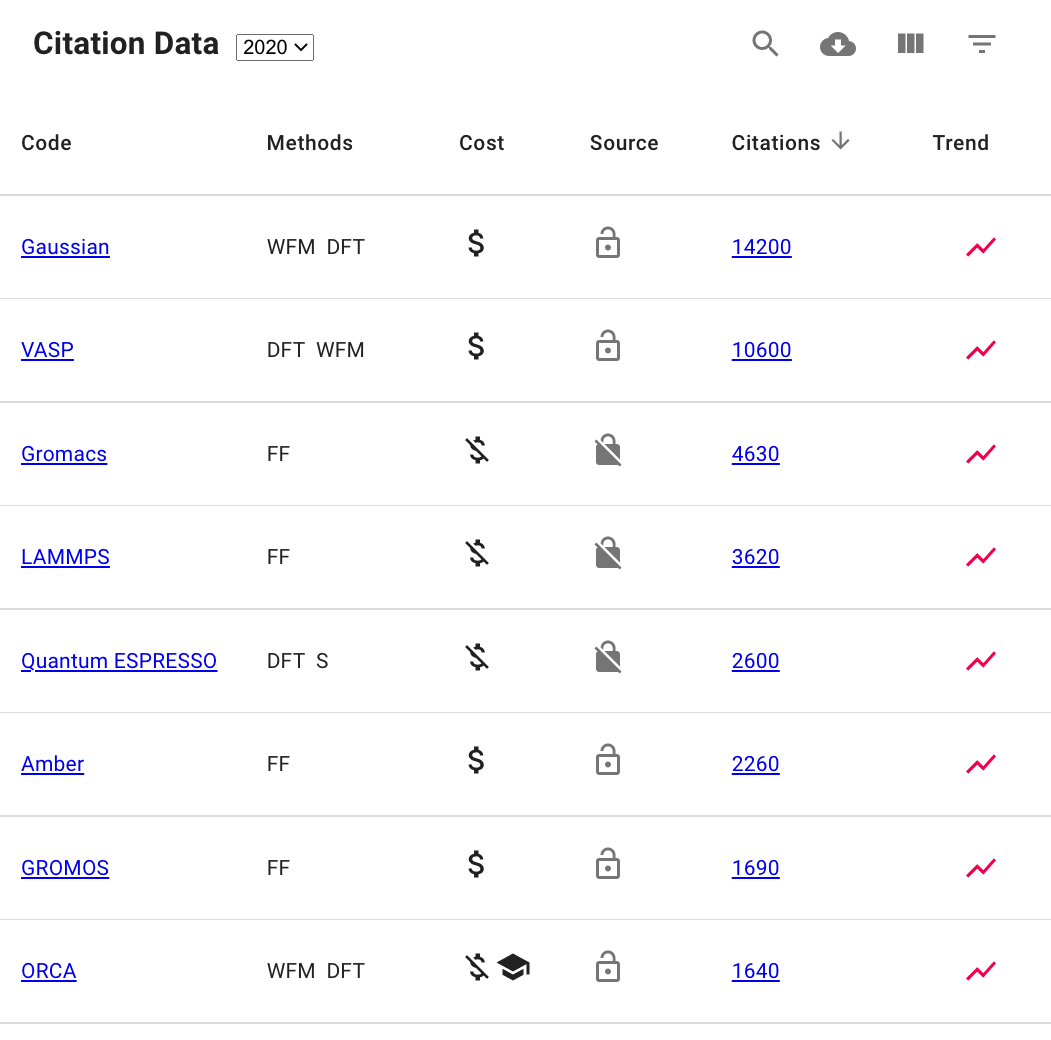 Citation Data 2020
Code Methods Cost Source Citations Trend
Gaussian WFM DFT $ 14200
VASP DFT WFM $ 10600
Gromacs FF 4630
LAMMPS FF 3620
Quantum ESPRESSO DFT S 2600
Amber FF $ 2260
GROMOS FF $ 1690
ORCA WFM DFT 1640